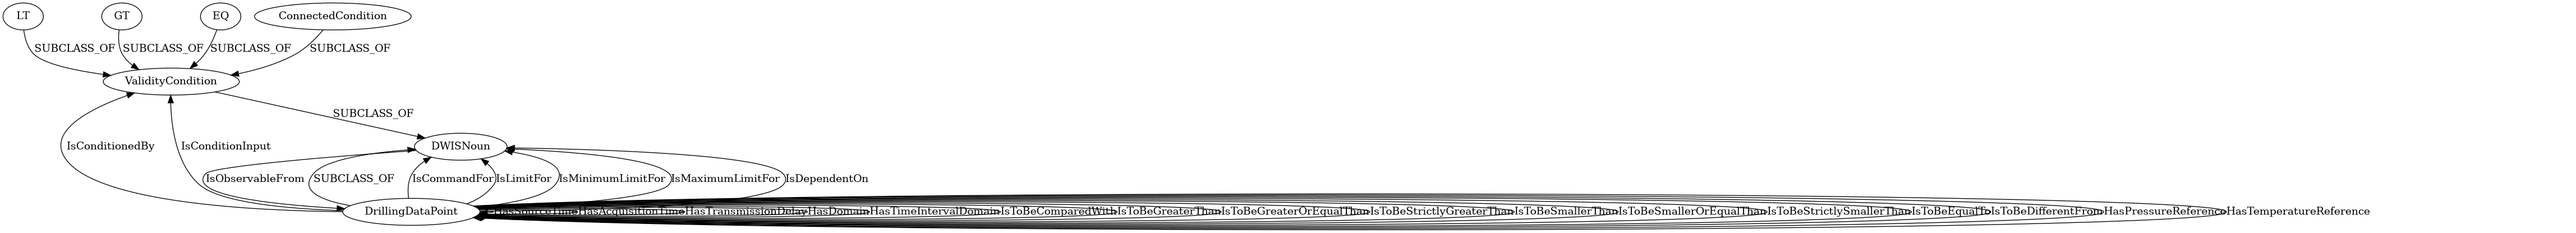 LT GT EQ ConnectedCondition
SUBCLASS_OF SUBCLASS_OF SUBCLASS_OF SUBCLASS_OF
ValidityCondition
SUBCLASS_OF
IsConditionedBy IsConditionInput DWISNoun
IsObservableFrom SUBCLASS_OF IsCommandFor IsLimitFor IsMinimumLimitFor IsMaximumLimitFor IsDependentOn
DrillingDataPoint HasSourceTime HasAcquisitionTime HasTransmissionDelay HasDomain HasTimeIntervalDomain IsToBeComparedWith IsToBeGreaterThan IsToBeGreaterOrEqualThan IsToBeStrictlyGreaterThan IsToBeSmallerThan IsToBeSmallerOrEqualThan IsToBeStrictlySmallerThan IsToBeEqualTo IsToBeDifferentFrom HasPressureReference HasTemperatureReference